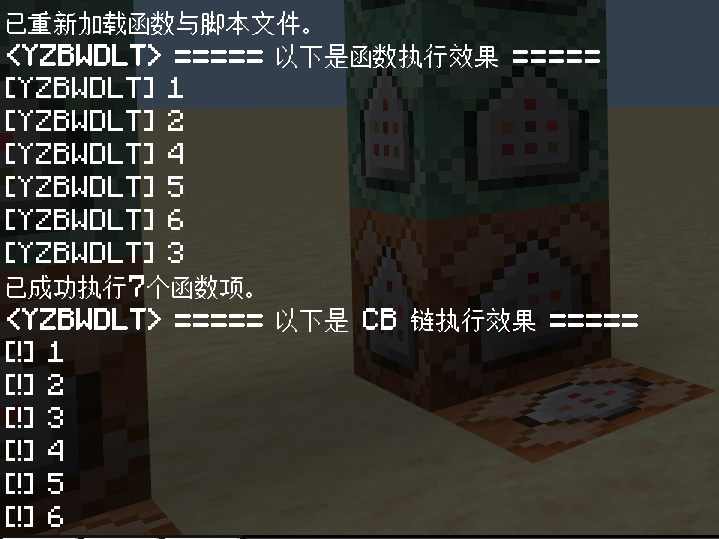 已重新加载函数与脚本文件。
<YZBWDLT> ===== 以下是函数执行效果 =====
[YZBWDLT] 1
[YZBWDLT] 2
[YZBWDLT] 4
[YZBWDLT] 5
[YZBWDLT] 6
[YZBWDLT] 3
已成功执行7个函数项。
<YZBWDLT> ===== 以下是 CB 链执行效果 =====
[!] 1
[!] 2
[!] 3
[!] 4
[!] 5
[!] 6